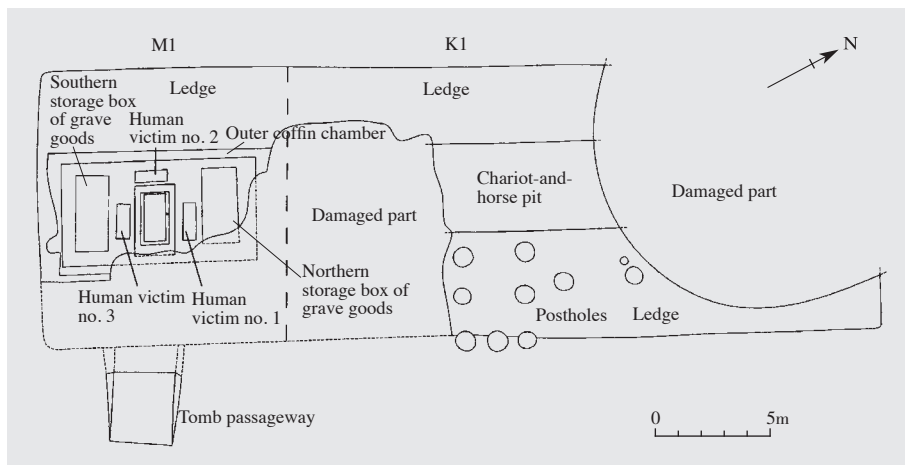 M1
K1
N
Southern
storage box
of grave
goods
Ledge
Human
victim no. 2
Outer coffin chamber
Ledge
Chariot-and-
horse pit
Damaged part
Damaged part
Human victim
no. 3
Human
victim no. 1
Northern
storage box of
grave goods
Postholes
Ledge
Tomb passageway
0
5m